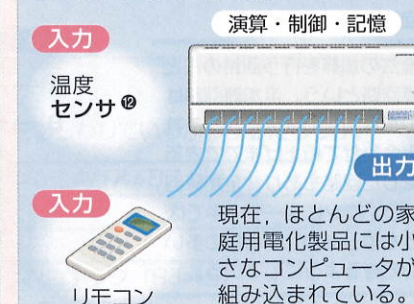 演算・制御・記憶
入力
温度
センサ⓬
出力
入力
現在，ほとんどの家
庭用電化製品には小
さなコンピュータが
組み込まれている。
リモコン